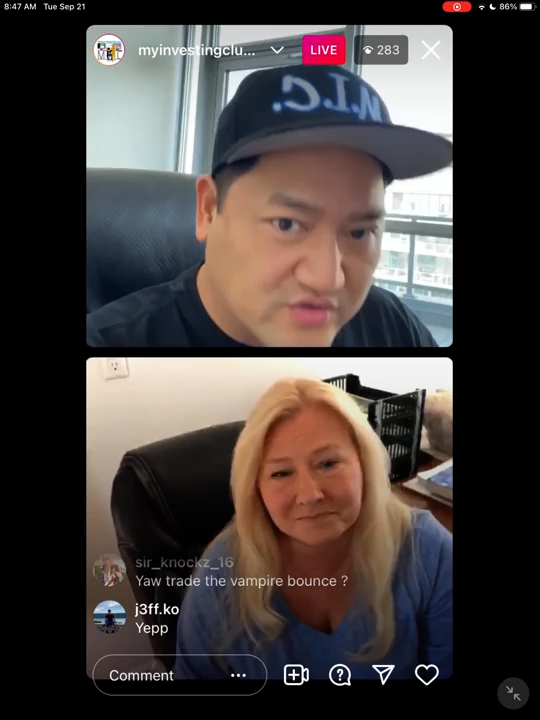 8:47 AM Tue Sep 21
86%
myinvestingclu...
LIVE
283
M.I.C.
sir_knockz_16
Yaw trade the vampire bounce ?
j3ff.ko
Yepp
Comment